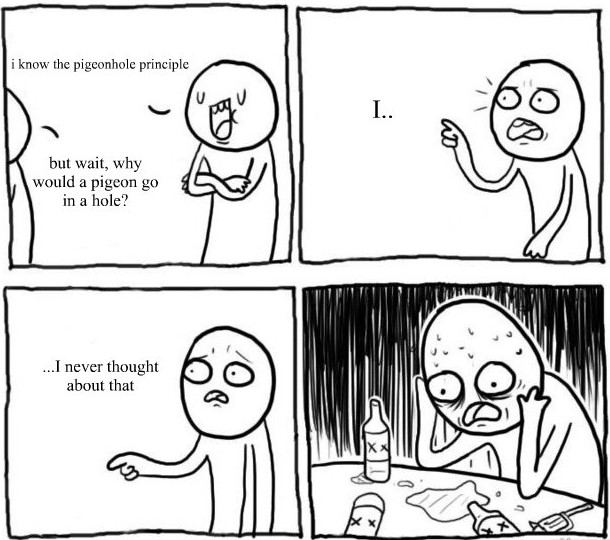 i know the pigeonhole principle
but wait, why
would a pigeon go
in a hole?
I..
...I never thought
about that
X X
X X
X X